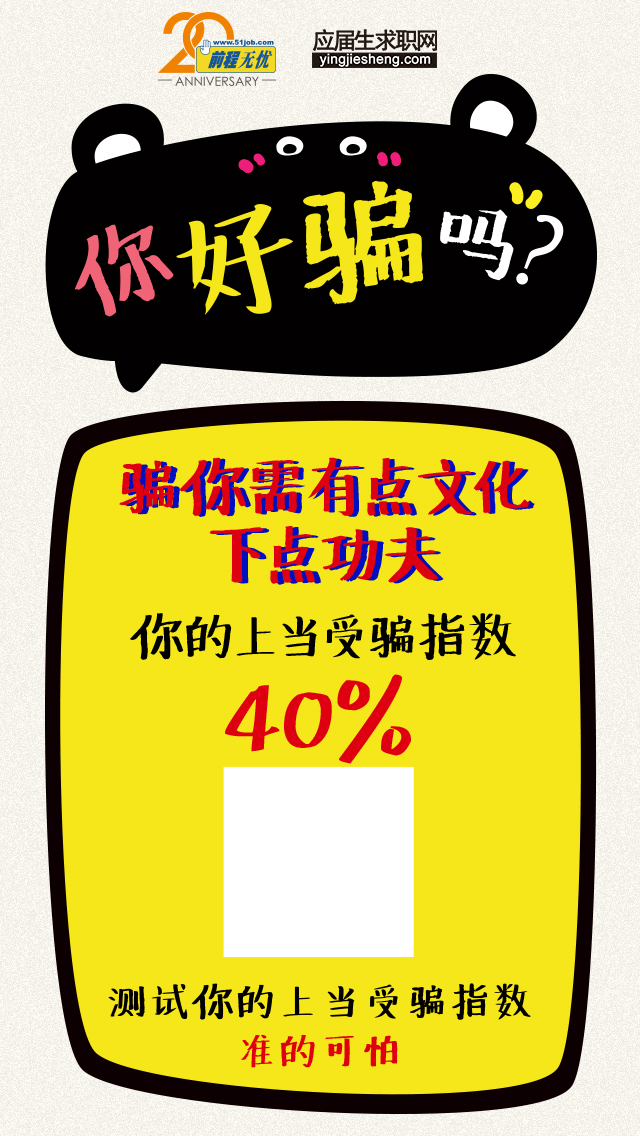 20
www.51job.com
前程无忧
ANNIVERSARY
应届生求职网
yingjiesheng.com
你好骗吗?
骗你需有点文化
下点功夫
你的上当受骗指数
40%
测试你的上当受骗指数
准的可怕